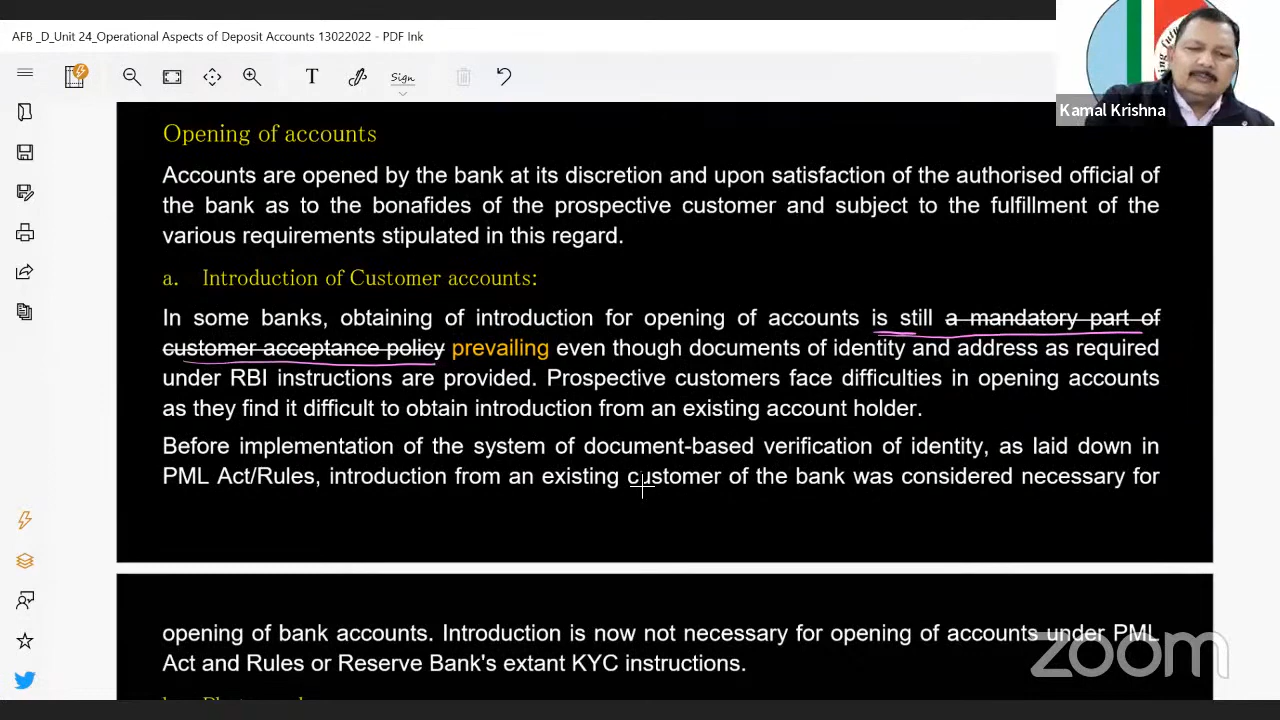 AFB _D_Unit 24_Operational Aspects of Deposit Accounts 13022022 - PDF Ink
T
Sign
Kamal Krishna
Opening of accounts
Accounts are opened by the bank at its discretion and upon satisfaction of the authorised official of
the bank as to the bonafides of the prospective customer and subject to the fulfillment of the
various requirements stipulated in this regard.
a. Introduction of Customer accounts:
In some banks, obtaining of introduction for opening of accounts is still a mandatory part of
customer acceptance policy prevailing even though documents of identity and address as required
under RBI instructions are provided. Prospective customers face difficulties in opening accounts
as they find it difficult to obtain introduction from an existing account holder.
Before implementation of the system of document-based verification of identity, as laid down in
PML Act/Rules, introduction from an existing customer of the bank was considered necessary for
opening of bank accounts. Introduction is now not necessary for opening of accounts under PML
Act and Rules or Reserve Bank's extant KYC instructions.
zoom